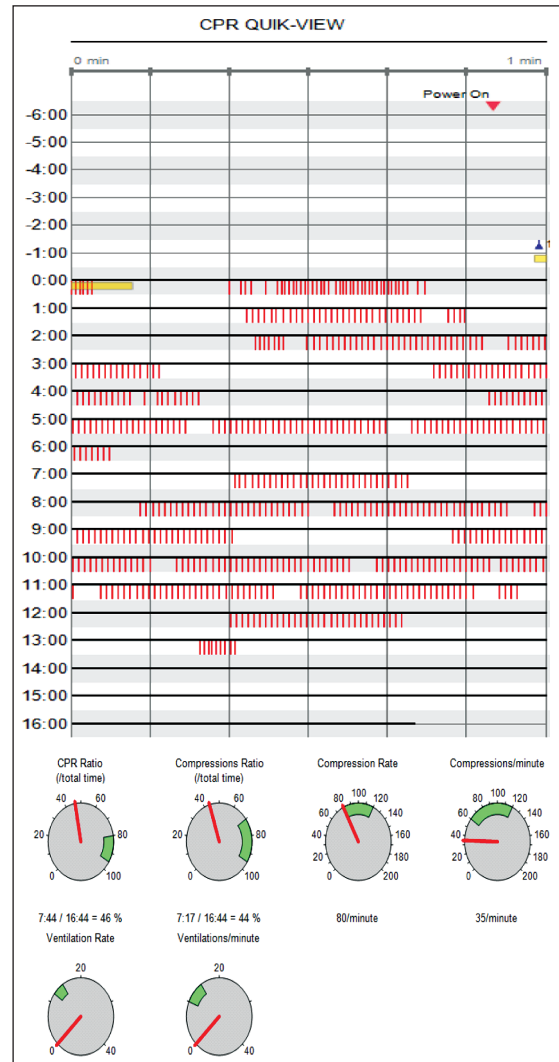 CPR QUIK-VIEW
0 min 1 min
Power On
-6:00
-5:00
-4:00
-3:00
-2:00
1
-1:00
0:00
1:00
2:00
3:00
4:00
5:00
6:00
7:00
8:00
9:00
10:00
11:00
12:00
13:00
14:00
15:00
16:00
CPR Ratio Compressions Ratio Compression Rate Compressions/minute
(/total time) (/total time)
40 60 40 60 80 100 120 80 100 120
20 80 20 80 60 140 60 140
40 160 40 160
20 180 20 180
0 100 0 100 0 200 0 200
7:44 / 16:44 = 46 % 7:17 / 16:44 = 44 % 80/minute 35/minute
Ventilation Rate Ventilations/minute
20 20
0 40 0 40